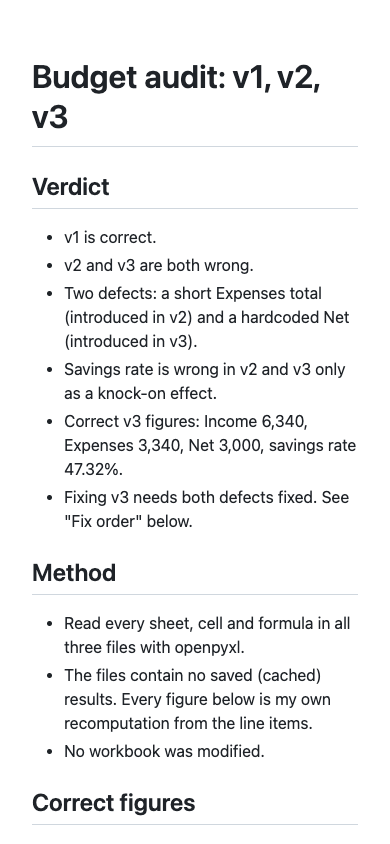 Budget audit: v1, v2,
v3
Verdict
• v1 is correct.
• v2 and v3 are both wrong.
• Two defects: a short Expenses total
(introduced in v2) and a hardcoded Net
(introduced in v3).
• Savings rate is wrong in v2 and v3 only
as a knock-on effect.
• Correct v3 figures: Income 6,340,
Expenses 3,340, Net 3,000, savings rate
47.32%.
• Fixing v3 needs both defects fixed. See
"Fix order" below.
Method
• Read every sheet, cell and formula in all
three files with openpyxl.
• The files contain no saved (cached)
results. Every figure below is my own
recomputation from the line items.
• No workbook was modified.
Correct figures